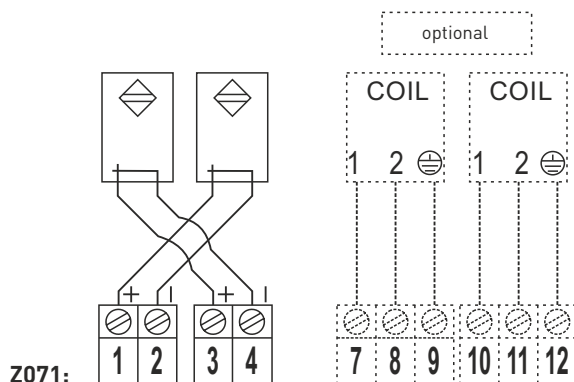 optional
COIL COIL
1 2 1 2
+ – + –
Z071: 1 2 3 4 7 8 9 10 11 12